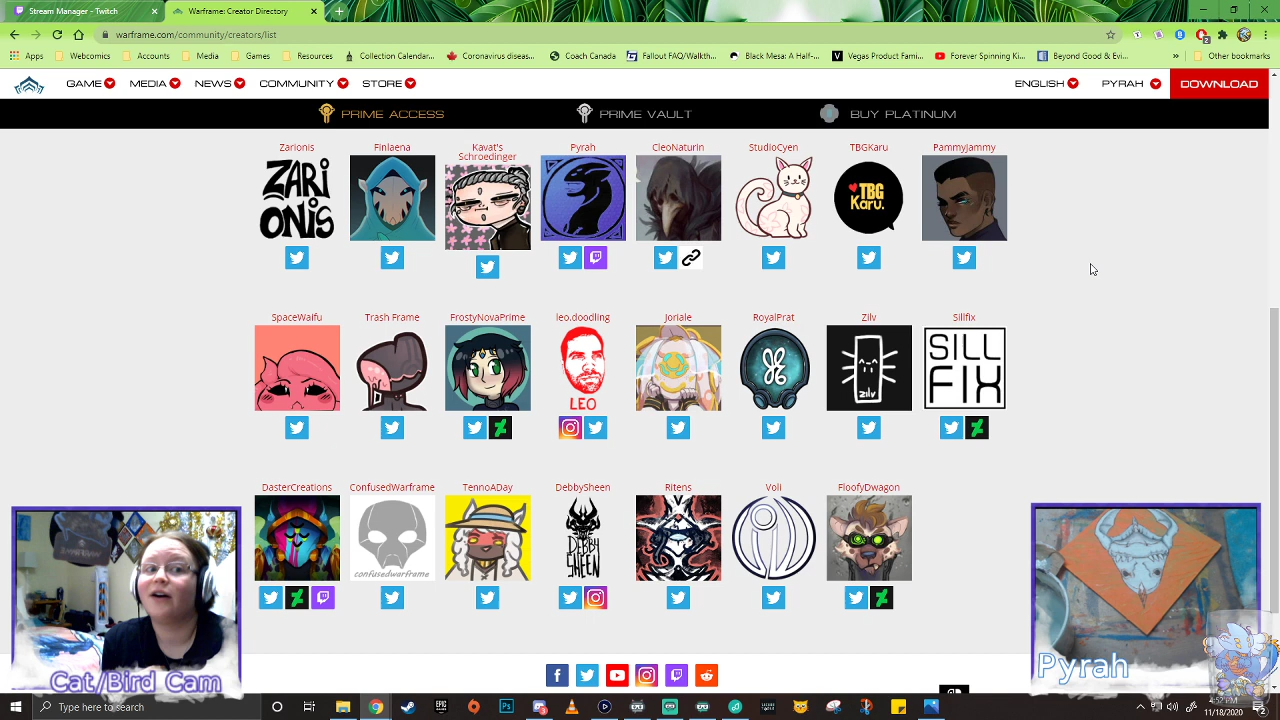 Stream Manager - Twitch
Warframe: Creator Directory
warframe.com/community/creators/list
Apps Webcomics Accounts Media Games Resources Collection Calendar... Coronavirus diseas... Coach Canada Fallout FAQ/Walkth... Black Mesa: A Half-... Vegas Product Fami... Forever Spinning Ki... Beyond Good & Evi... » Other bookmarks
GAME MEDIA NEWS COMMUNITY STORE ENGLISH PYRAH DOWNLOAD
PRIME ACCESS PRIME VAULT BUY PLATINUM
Zarionis Finlaena Kavat's Schroedinger Pyrah CleoNaturin StudioCyen TBGKaru PammyJammy
ZARI
ONIS
TBG
Karu.
SpaceWaifu Trash Frame FrostyNovaPrime leo.doodling Joriale RoyalPrat Zilv Sillfix
LEO
zilv
SILL
FIX
DasterCreations ConfusedWarframe TennoADay DebbySheen Ritens Voli FloofyDwagon
confusedwarframe
DEBBY
SHEEN
Cat/Bird Cam
Pyrah
Type here to search
4:52 PM
11/18/2020